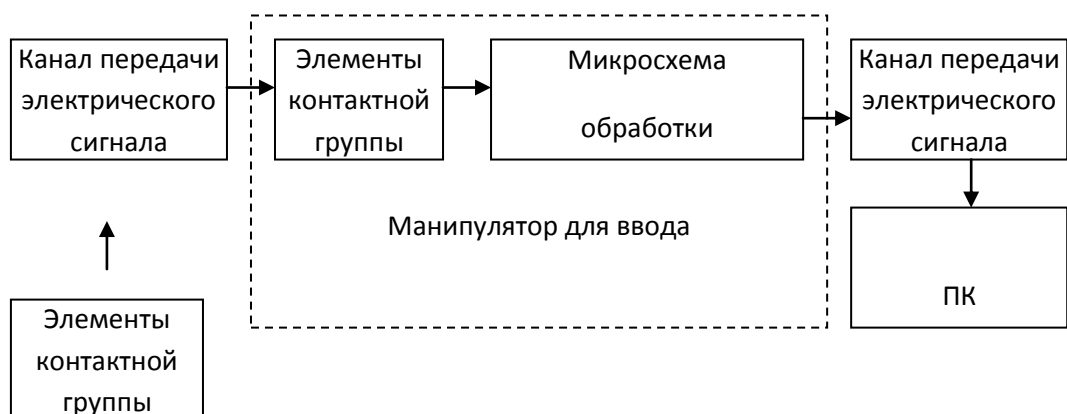 Канал передачи
электрического
сигнала
Элементы
контактной
группы
Микросхема
обработки
Канал передачи
электрического
сигнала
Манипулятор для ввода
ПК
Элементы
контактной
группы